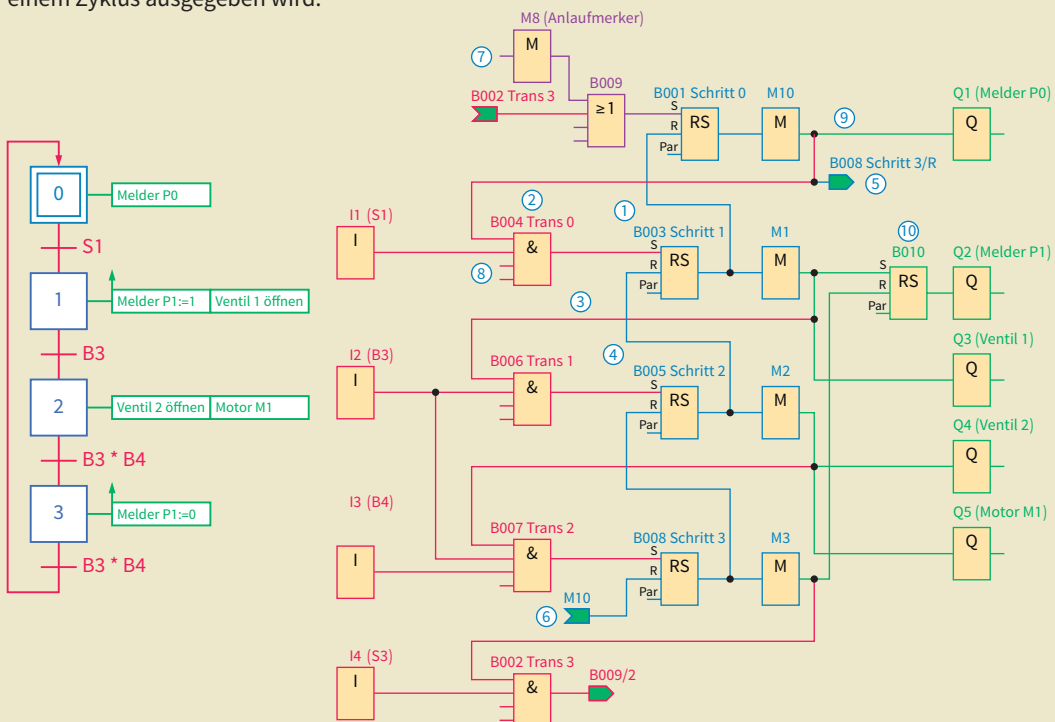 einem Zyklus ausgegeben wird.
M8 (Anlaufmerker)
M
7
B009
B002 Trans 3
≥1
B001 Schritt 0
M10
Q1 (Melder P0)
S
R
Par
RS
M
9
Q
B008 Schritt 3/R
5
0
Melder P0
S1
1
Melder P1:=1
Ventil 1 öffnen
B3
2
Ventil 2 öffnen
Motor M1
B3 * B4
3
Melder P1:=0
B3 * B4
I1 (S1)
I
2
B004 Trans 0
&
8
1
B003 Schritt 1
M1
10
B010
Q2 (Melder P1)
S
R
Par
RS
M
S
R
Par
RS
Q
3
Q3 (Ventil 1)
Q
I2 (B3)
I
B006 Trans 1
&
4
B005 Schritt 2
M2
S
R
Par
RS
M
Q4 (Ventil 2)
Q
I3 (B4)
I
B007 Trans 2
&
B008 Schritt 3
M3
S
R
Par
RS
M
Q5 (Motor M1)
Q
M10
6
I4 (S3)
I
B002 Trans 3
&
B009/2